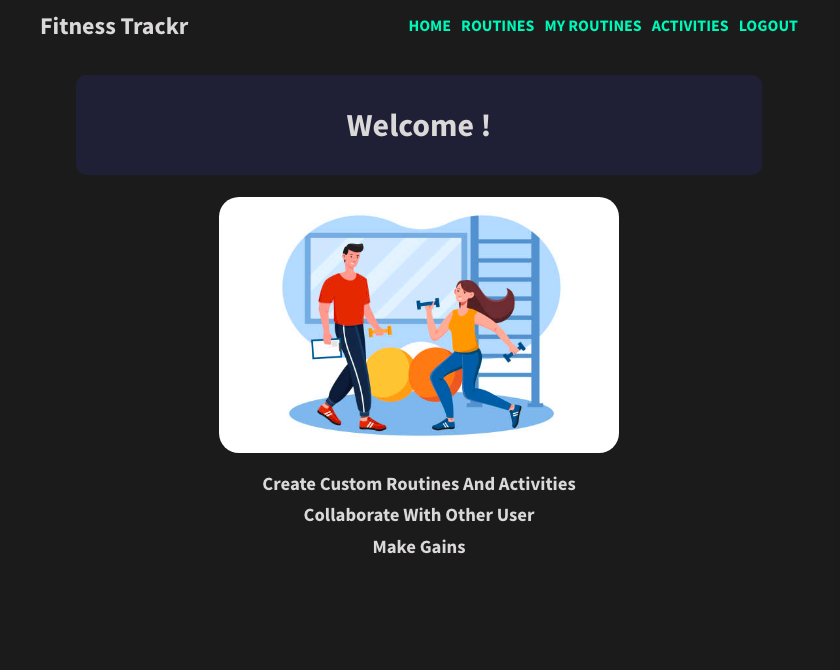 Fitness Trackr
HOME ROUTINES MY ROUTINES ACTIVITIES LOGOUT
Welcome !
Create Custom Routines And Activities
Collaborate With Other User
Make Gains